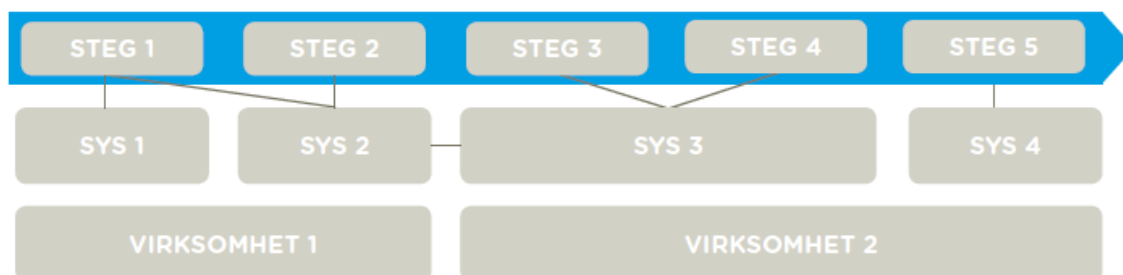 STEG 1
STEG 2
STEG 3
STEG 4
STEG 5
SYS 1
SYS 2
SYS 3
SYS 4
VIRKSOMHET 1
VIRKSOMHET 2